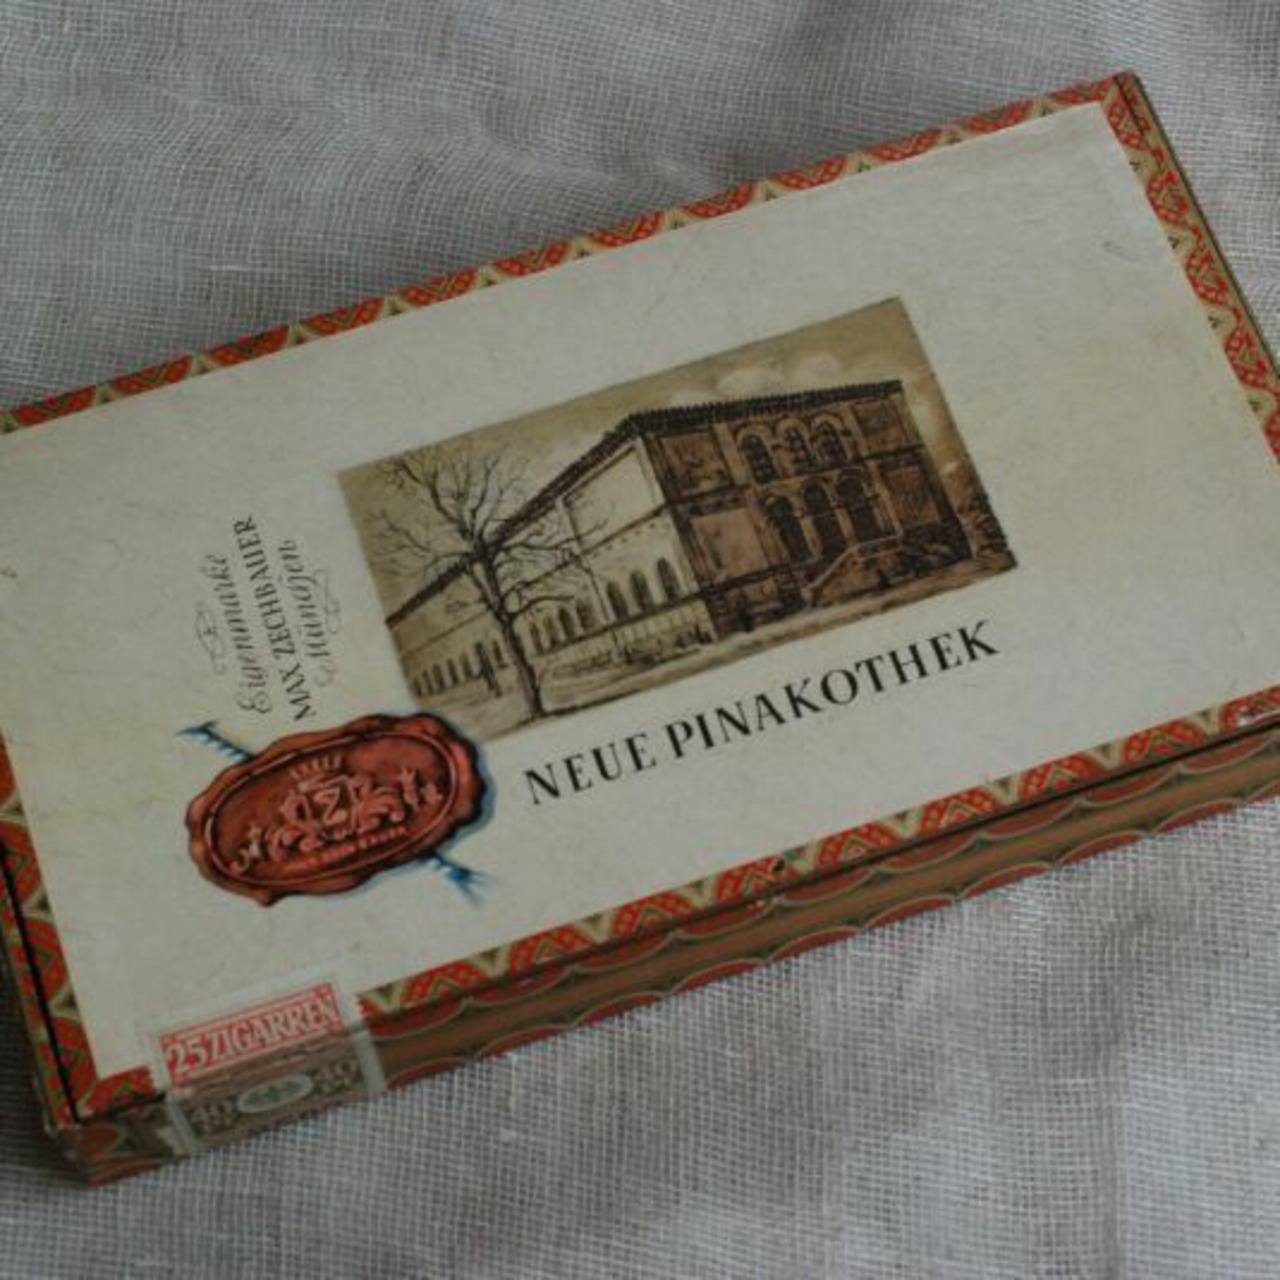 Eigenmarke
MAX ZECHBAUER
München
NEUE PINAKOTHEK
Z
25 ZIGARREN